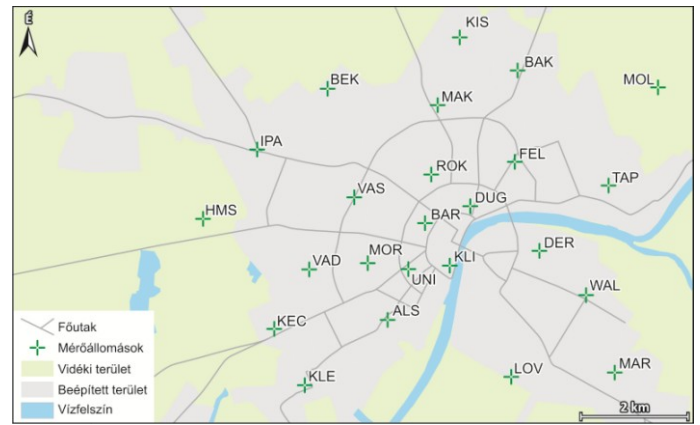 É
KIS
BAK
BEK
MOL
MAK
IPA
FEL
ROK
TAP
VAS
DUG
HMS
BAR
DER
MOR
KLI
VAD
UNI
WAL
ALS
KEC
LOV
MAR
KLE
Főutak
Mérőállomások
Vidéki terület
Beépített terület
Vízfelszín
2 km